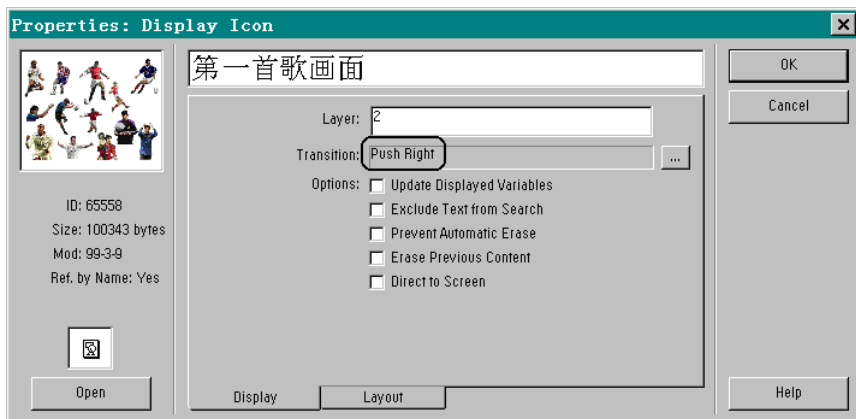 Properties: Display Icon
第一首歌画面
OK
Cancel
Layer: 2
Transition: Push Right ...
Options: Update Displayed Variables
Exclude Text from Search
Prevent Automatic Erase
Erase Previous Content
Direct to Screen
ID: 65558
Size: 100343 bytes
Mod: 99-3-9
Ref. by Name: Yes
Open
Display
Layout
Help